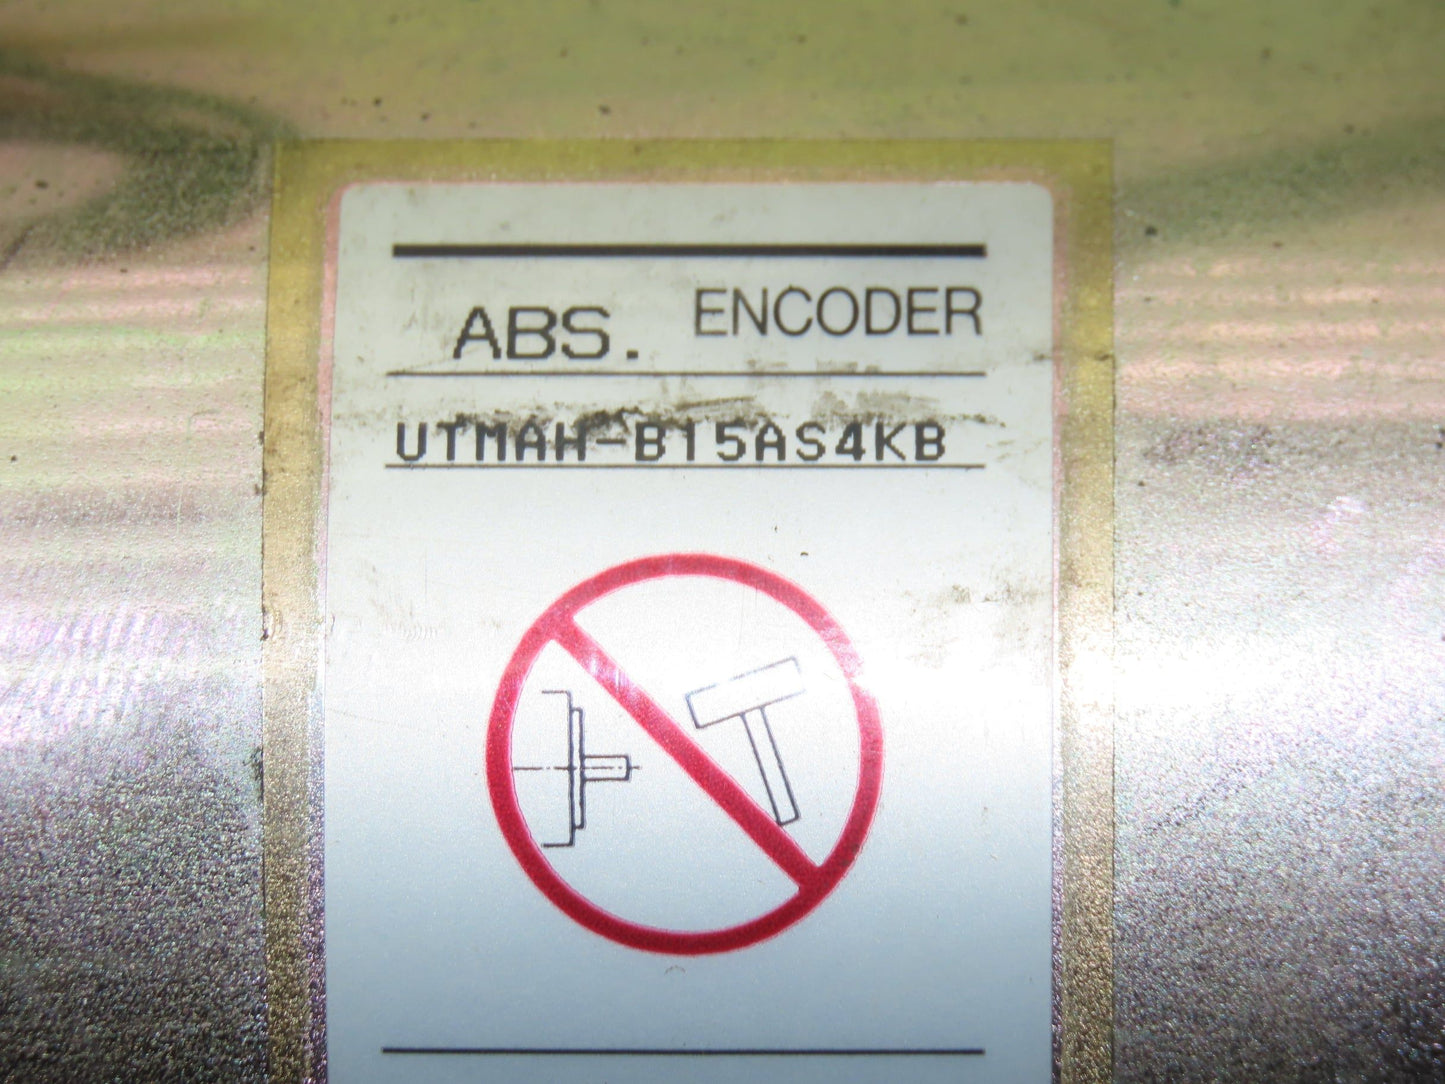 ABS. ENCODER
UTMAH-B15AS4KB